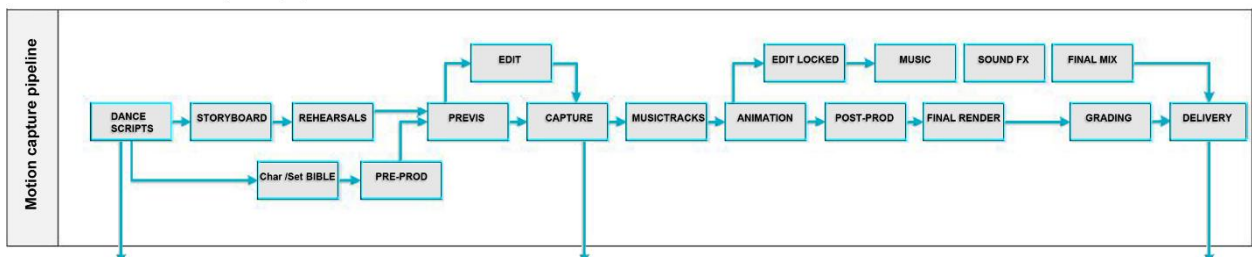 Motion capture pipeline
EDIT
EDIT LOCKED
MUSIC
SOUND FX
FINAL MIX
DANCE
SCRIPTS
STORYBOARD
REHEARSALS
PREVIS
CAPTURE
MUSICTRACKS
ANIMATION
POST-PROD
FINAL RENDER
GRADING
DELIVERY
Char /Set BIBLE
PRE-PROD